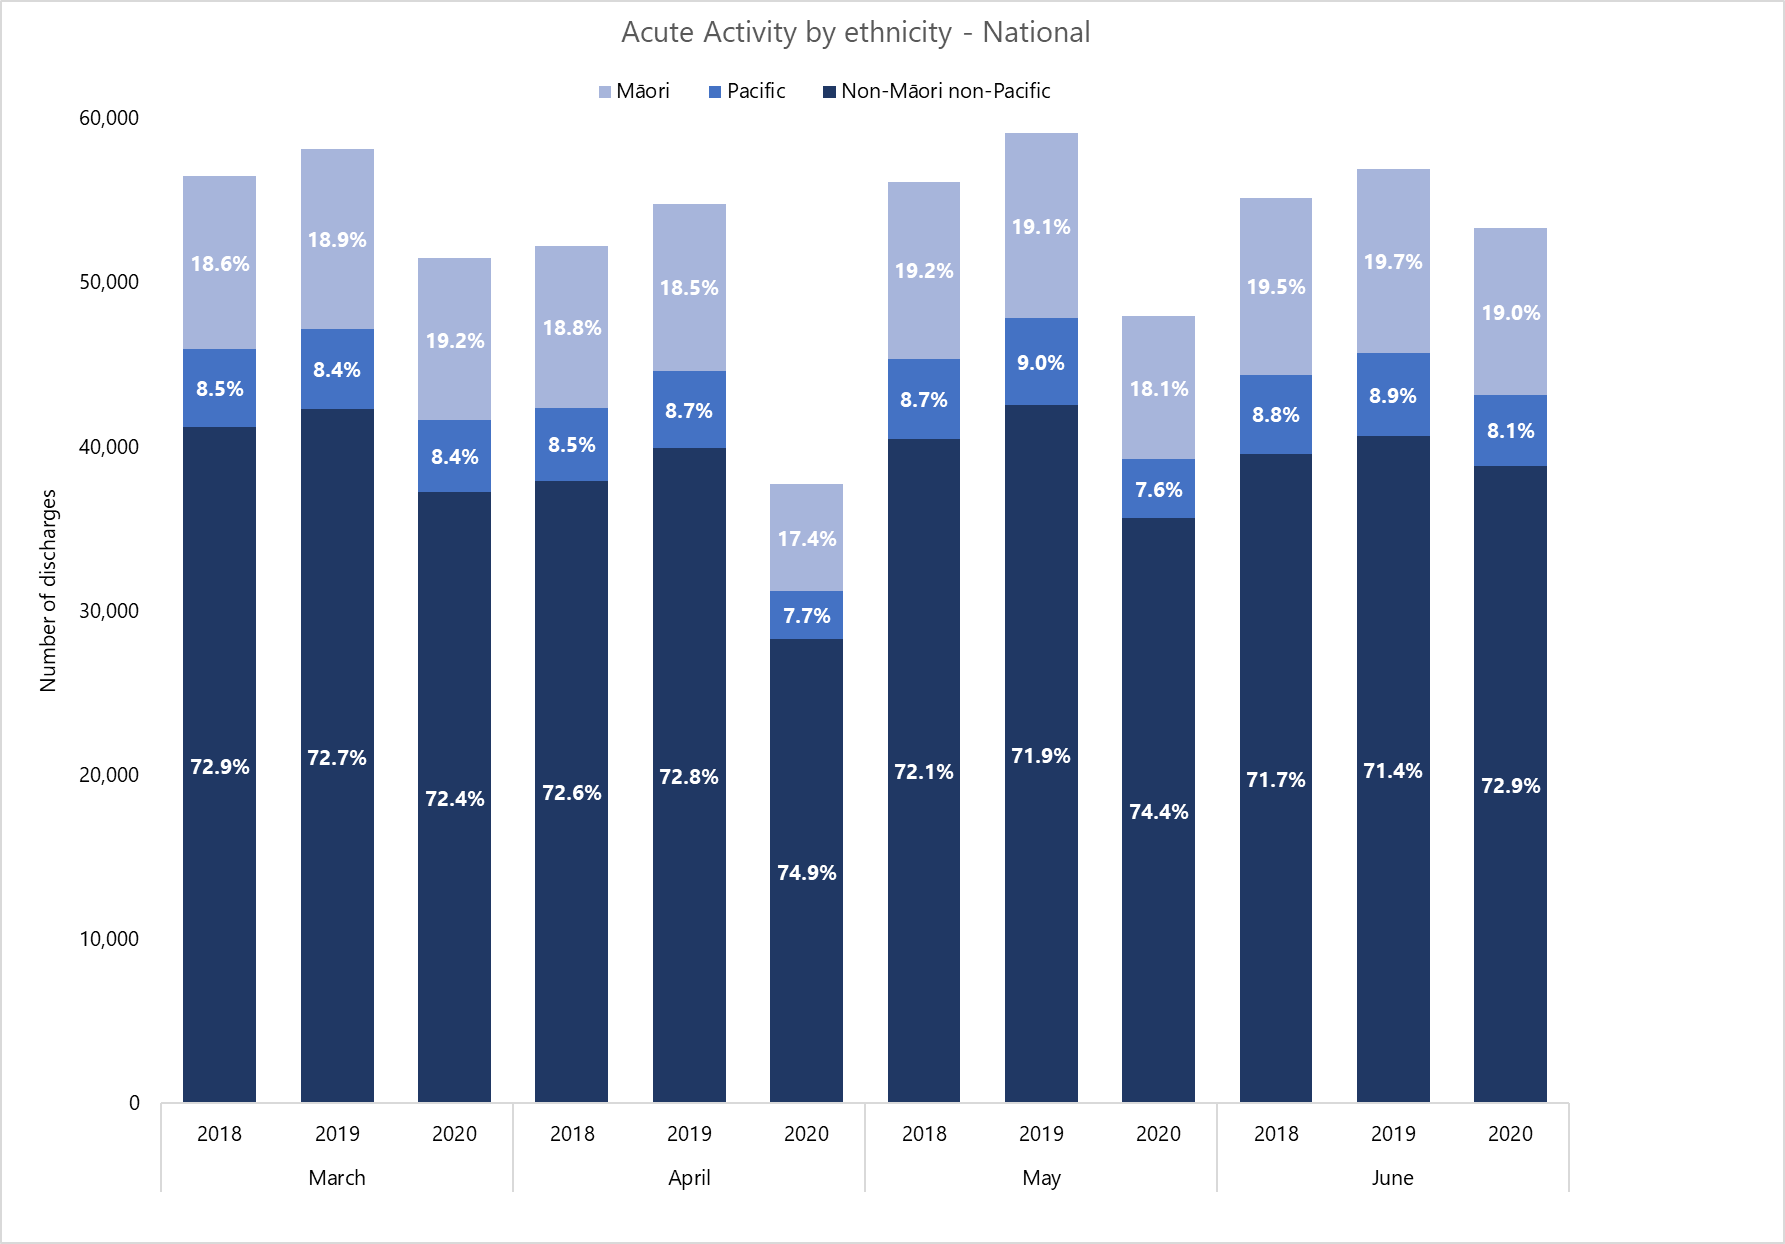 Acute Activity by ethnicity - National
Māori Pacific Non-Māori non-Pacific
60,000
50,000
40,000
30,000
20,000
10,000
0
Number of discharges
18.6% 18.9% 19.2% 18.8% 18.5% 17.4% 19.2% 19.1% 18.1% 19.5% 19.7% 19.0%
8.5% 8.4% 8.4% 8.5% 8.7% 7.7% 8.7% 9.0% 7.6% 8.8% 8.9% 8.1%
72.9% 72.7% 72.4% 72.6% 72.8% 74.9% 72.1% 71.9% 74.4% 71.7% 71.4% 72.9%
2018 2019 2020 2018 2019 2020 2018 2019 2020 2018 2019 2020
March April May June